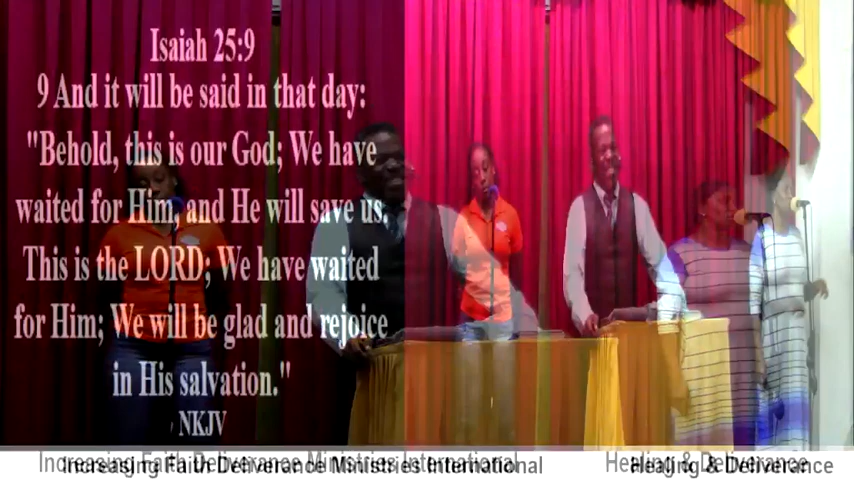 Isaiah 25:9
9 And it will be said in that day:
"Behold, this is our God; We have
waited for Him, and He will save us.
This is the LORD; We have waited
for Him; We will be glad and rejoice
in His salvation."
NKJV
Increasing Faith Deliverance Ministries International Healing & Deliverance